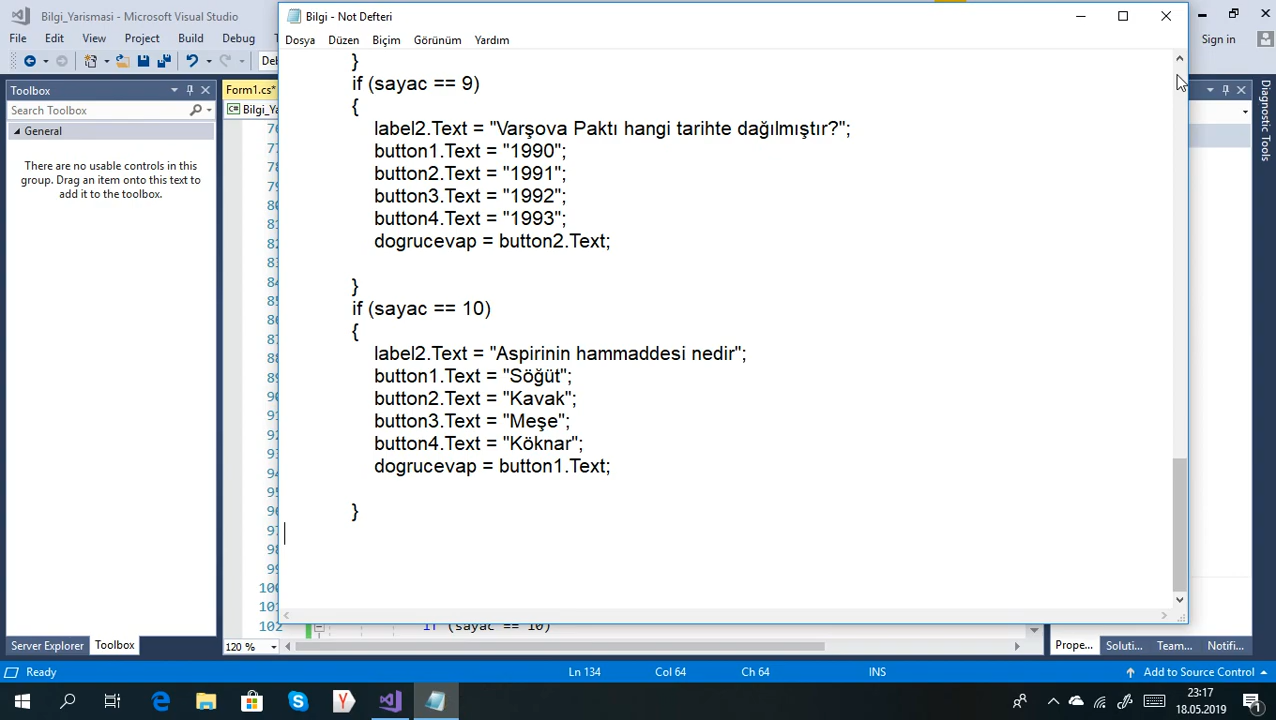 Bilgi_Yarismasi - Microsoft Visual Studio
Bilgi - Not Defteri
File Edit View Project Build Debug
Dosya Düzen Biçim Görünüm Yardım
Sign in
Toolbox
Form1.cs*
Search Toolbox
General
There are no usable controls in this
group. Drag an item onto this text to
add it to the toolbox.
}
if (sayac == 9)
{
label2.Text = "Varşova Paktı hangi tarihte dağılmıştır?";
button1.Text = "1990";
button2.Text = "1991";
button3.Text = "1992";
button4.Text = "1993";
dogrucevap = button2.Text;
}
if (sayac == 10)
{
label2.Text = "Aspirinin hammaddesi nedir";
button1.Text = "Söğüt";
button2.Text = "Kavak";
button3.Text = "Meşe";
button4.Text = "Köknar";
dogrucevap = button1.Text;
}
102 if (sayac == 10)
Diagnostic Tools
Server Explorer Toolbox
120 %
Prope... Soluti... Team... Notifi...
Ready
Ln 134 Col 64 Ch 64 INS
Add to Source Control
23:17
18.05.2019